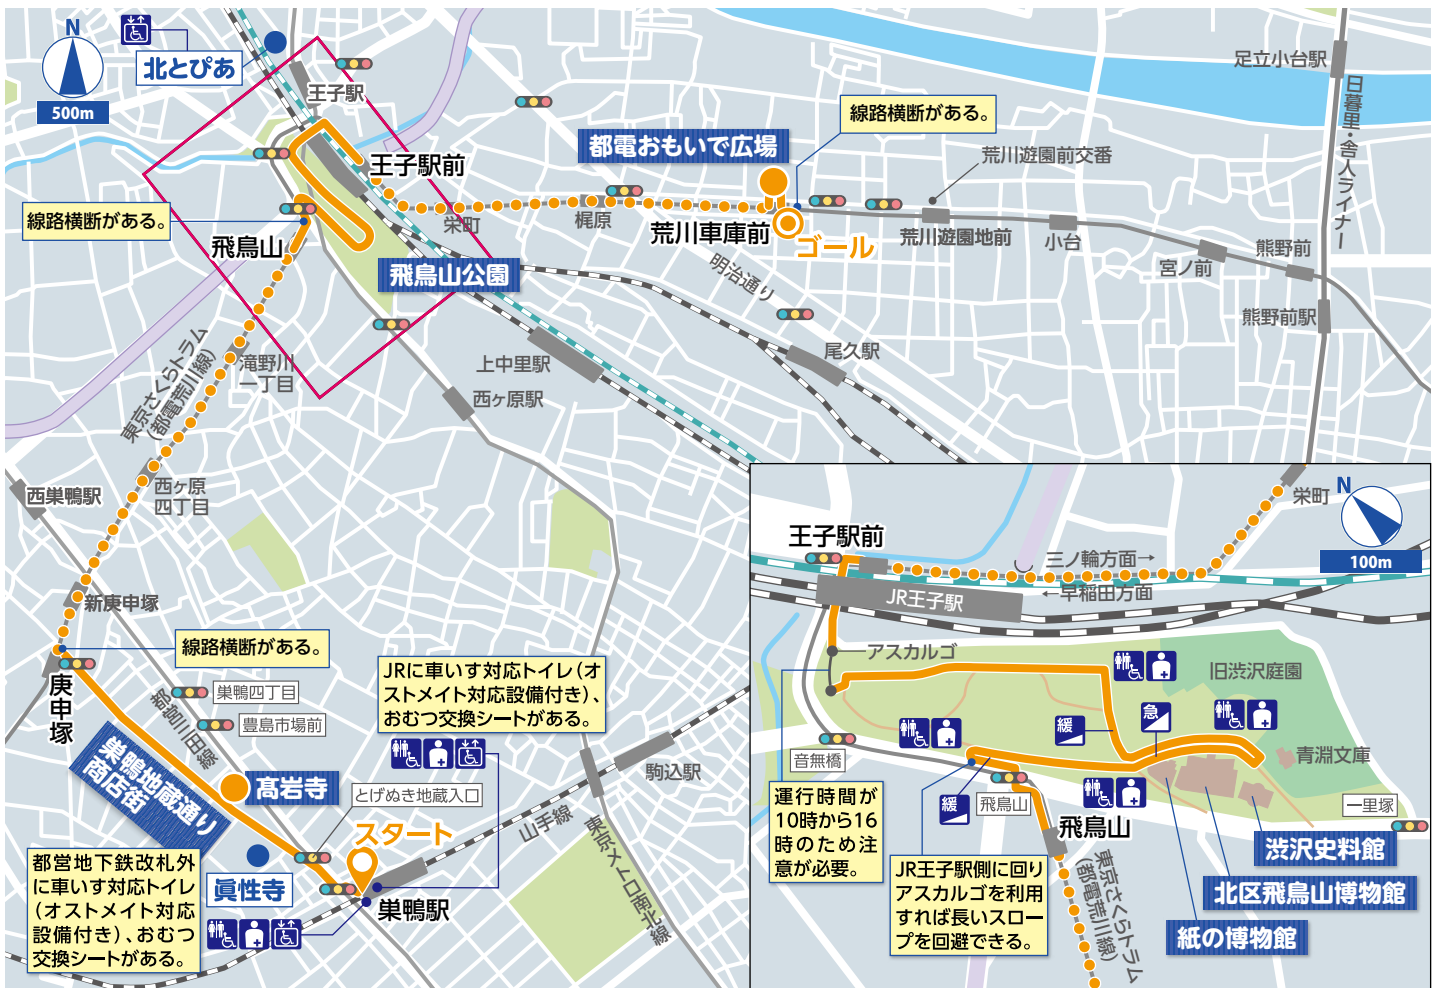 N
500m
北とぴあ
王子駅
王子駅前
線路横断がある。
飛鳥山
飛鳥山公園
栄町
梶原
都電おもいで広場
線路横断がある。
荒川車庫前
ゴール
明治通り
荒川遊園前交番
荒川遊園地前
小台
宮ノ前
熊野前
熊野前駅
足立小台駅
日暮里・舎人ライナー
尾久駅
上中里駅
西ヶ原駅
滝野川
一丁目
東京さくらトラム
(都電荒川線)
西ヶ原
四丁目
西巣鴨駅
新庚申塚
線路横断がある。
庚申塚
巣鴨四丁目
豊島市場前
都営三田線
巣鴨地蔵通り
商店街
髙岩寺
とげぬき地蔵入口
スタート
眞性寺
巣鴨駅
山手線
駒込駅
東京メトロ南北線
JRに車いす対応トイレ(オ
ストメイト対応設備付き)、
おむつ交換シートがある。
都営地下鉄改札外
に車いす対応トイレ
(オストメイト対応
設備付き)、おむつ
交換シートがある。
N
100m
栄町
王子駅前
三ノ輪方面→
←早稲田方面
JR王子駅
アスカルゴ
旧渋沢庭園
緩
急
青淵文庫
音無橋
緩
飛鳥山
飛鳥山
一里塚
運行時間が
10時から16
時のため注
意が必要。
JR王子駅側に回り
アスカルゴを利用
すれば長いスロー
プを回避できる。
東京さくらトラム
(都電荒川線)
渋沢史料館
北区飛鳥山博物館
紙の博物館